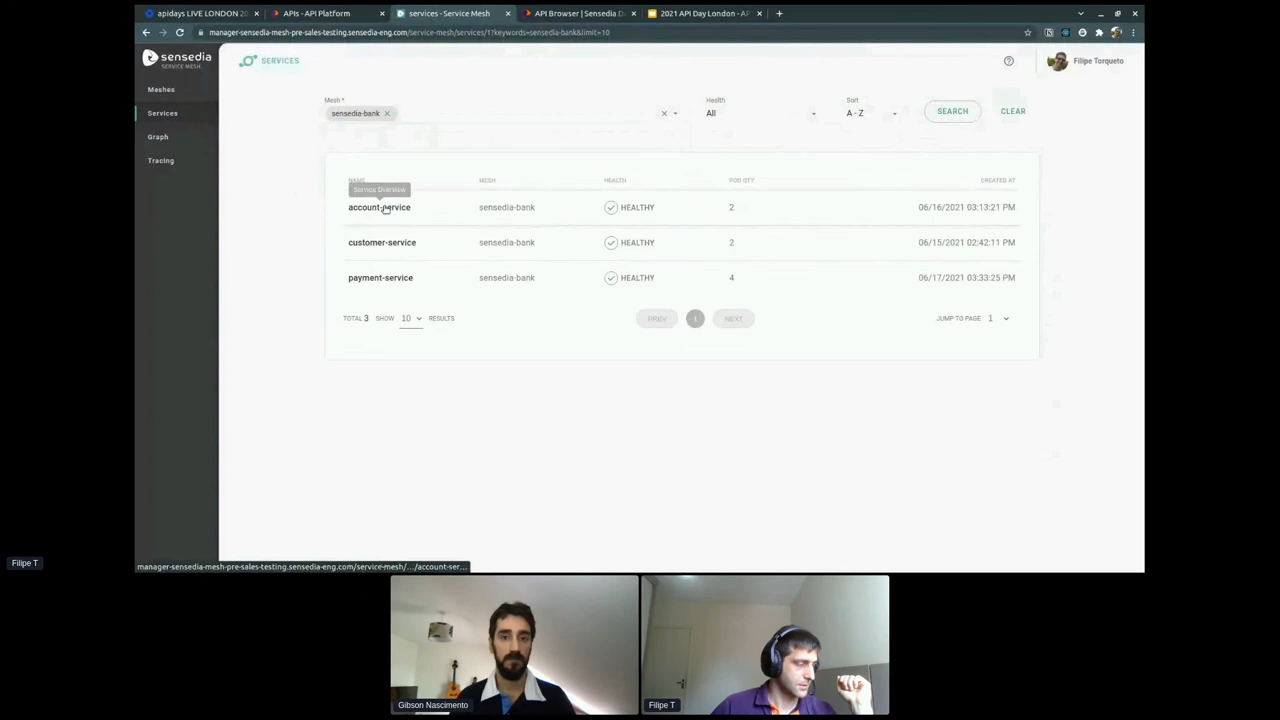 apidays LIVE LONDON 20
APIs - API Platform
services - Service Mesh
API Browser | Sensedia D
2021 API Day London - AP
manager-sensedia-mesh-pre-sales-testing.sensedia-eng.com/service-mesh/services/1?keywords=sensedia-bank&limit=10
sensedia
SERVICE MESH
SERVICES
Filipe Torqueto
Meshes
Services
Graph
Tracing
Mesh *
sensedia-bank
Health
All
Sort
A - Z
SEARCH
CLEAR
NAME MESH HEALTH POD QTY CREATED AT
Service Overview
account-service sensedia-bank HEALTHY 2 06/16/2021 03:13:21 PM
customer-service sensedia-bank HEALTHY 2 06/15/2021 02:42:11 PM
payment-service sensedia-bank HEALTHY 4 06/17/2021 03:33:25 PM
TOTAL 3 SHOW 10 RESULTS PREV 1 NEXT JUMP TO PAGE 1
manager-sensedia-mesh-pre-sales-testing.sensedia-eng.com/service-mesh/.../account-ser...
Filipe T
Gibson Nascimento
Filipe T